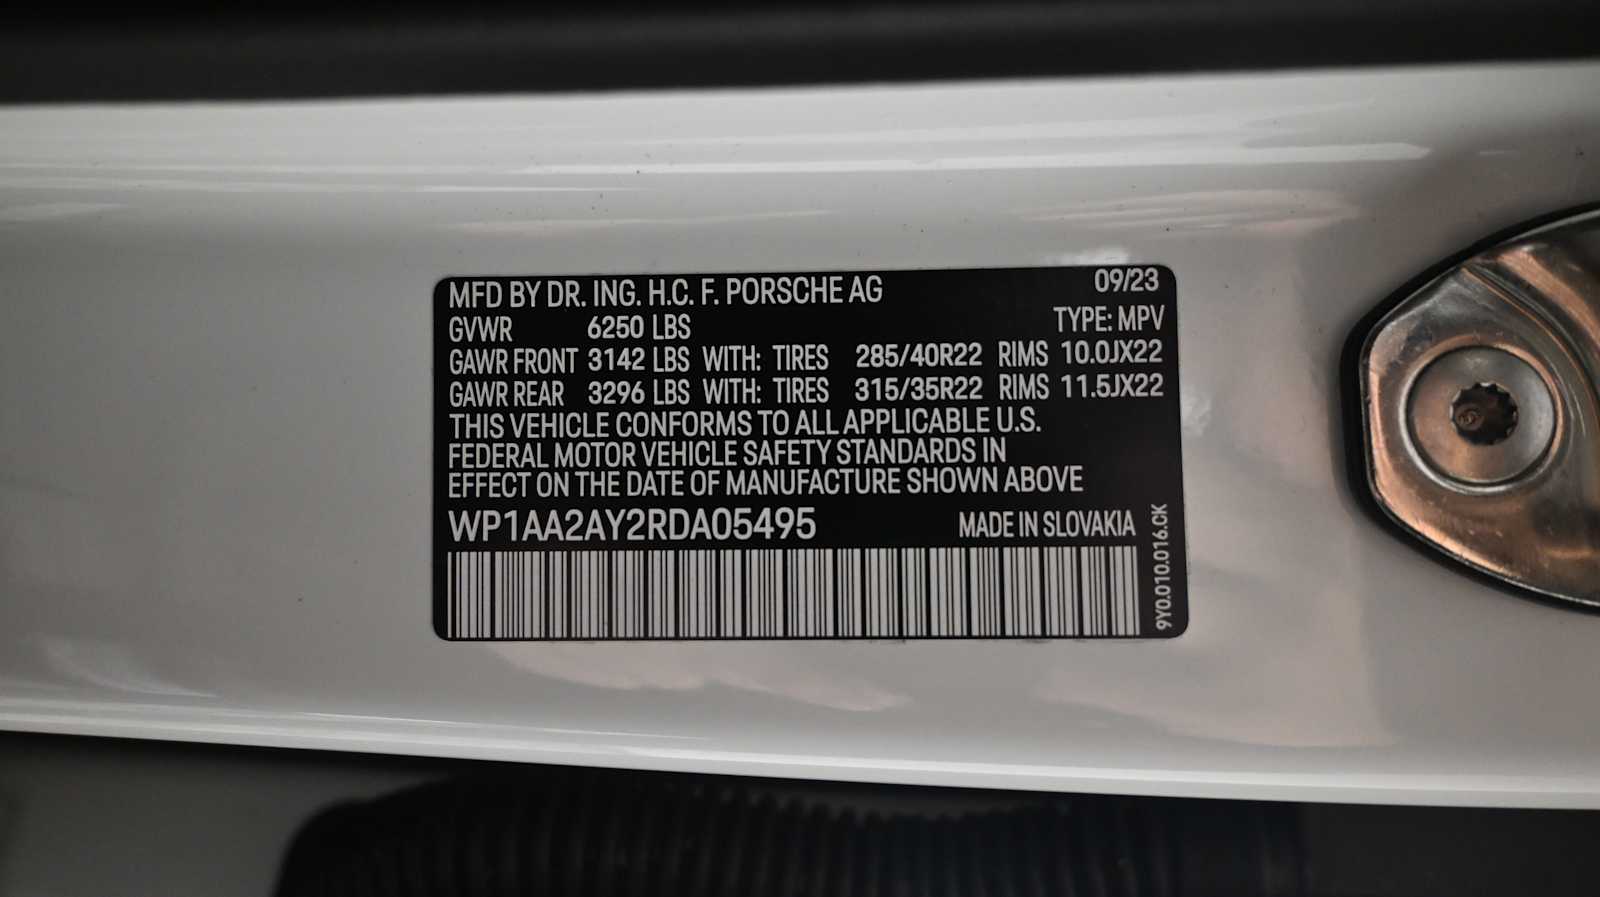 MFD BY DR. ING. H.C. F. PORSCHE AG 09/23
GVWR 6250 LBS TYPE: MPV
GAWR FRONT 3142 LBS WITH: TIRES 285/40R22 RIMS 10.0JX22
GAWR REAR 3296 LBS WITH: TIRES 315/35R22 RIMS 11.5JX22
THIS VEHICLE CONFORMS TO ALL APPLICABLE U.S.
FEDERAL MOTOR VEHICLE SAFETY STANDARDS IN
EFFECT ON THE DATE OF MANUFACTURE SHOWN ABOVE
WP1AA2AY2RDA05495 MADE IN SLOVAKIA
9Y0.010.016.CK